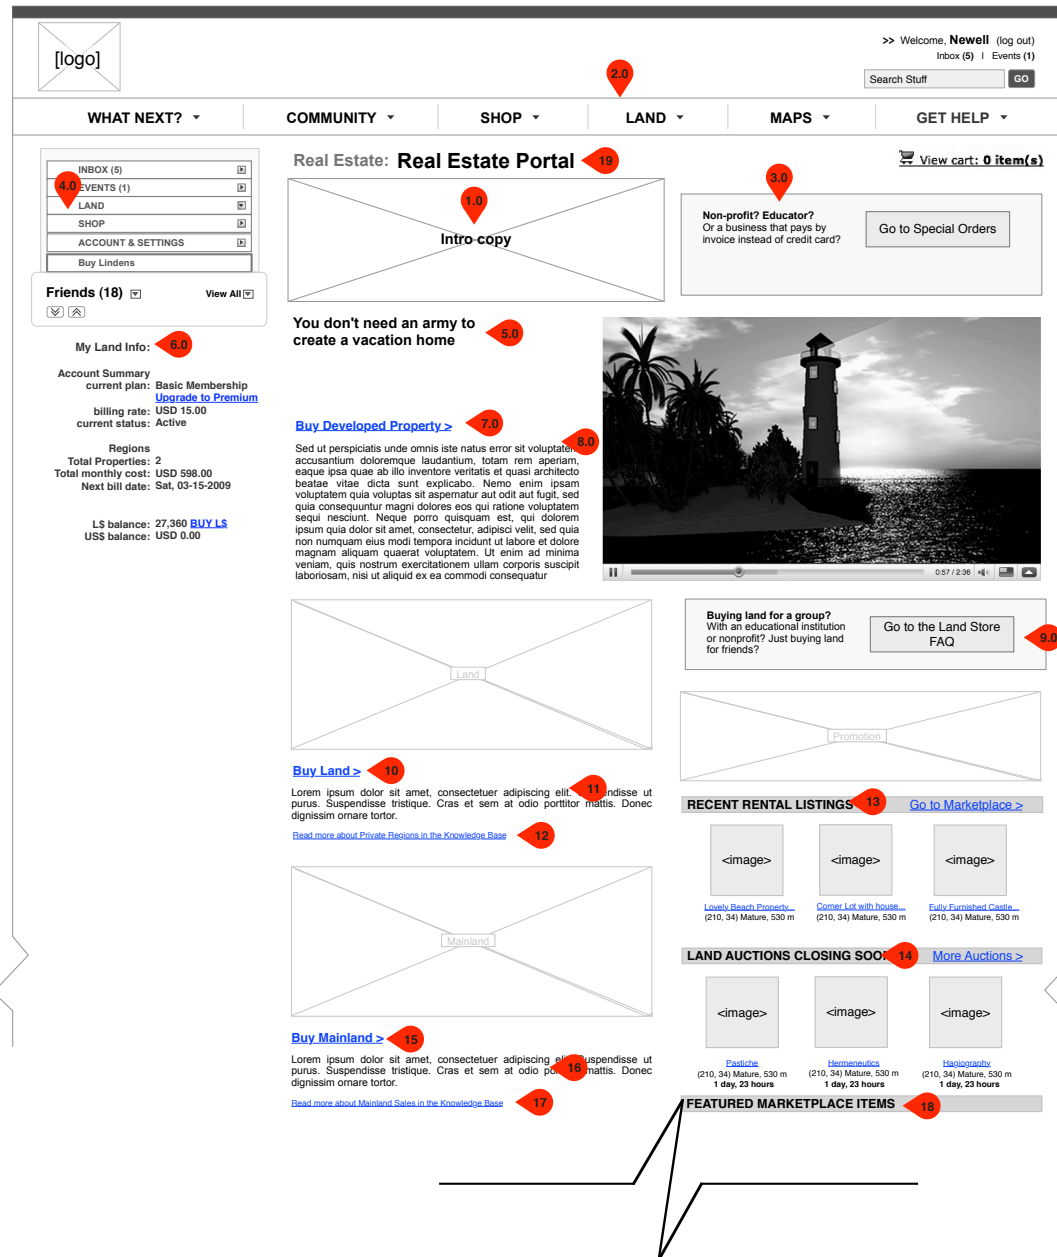 [logo]
>> Welcome, Newell (log out)
Inbox (5) | Events (1)
Search Stuff GO
2.0
WHAT NEXT? COMMUNITY SHOP LAND MAPS GET HELP
INBOX (5)
EVENTS (1)
4.0
LAND
SHOP
ACCOUNT & SETTINGS
Buy Lindens
Friends (18) View All
My Land Info: 6.0
Account Summary
current plan: Basic Membership
Upgrade to Premium
billing rate: USD 15.00
current status: Active
Regions
Total Properties: 2
Total monthly cost: USD 598.00
Next bill date: Sat, 03-15-2009
L$ balance: 27,360 BUY L$
US$ balance: USD 0.00
Real Estate: Real Estate Portal 19
View cart: 0 item(s)
1.0
Intro copy
3.0
Non-profit? Educator?
Or a business that pays by
invoice instead of credit card?
Go to Special Orders
You don't need an army to
create a vacation home
5.0
Buy Developed Property > 7.0
8.0
Sed ut perspiciatis unde omnis iste natus error sit voluptatem
accusantium doloremque laudantium, totam rem aperiam,
eaque ipsa quae ab illo inventore veritatis et quasi architecto
beatae vitae dicta sunt explicabo. Nemo enim ipsam
voluptatem quia voluptas sit aspernatur aut odit aut fugit, sed
quia consequuntur magni dolores eos qui ratione voluptatem
sequi nesciunt. Neque porro quisquam est, qui dolorem
ipsum quia dolor sit amet, consectetur, adipisci velit, sed quia
non numquam eius modi tempora incidunt ut labore et dolore
magnam aliquam quaerat voluptatem. Ut enim ad minima
veniam, quis nostrum exercitationem ullam corporis suscipit
laboriosam, nisi ut aliquid ex ea commodi consequatur
0:57 / 2:36
Land
Buy Land > 10
11
Lorem ipsum dolor sit amet, consectetuer adipiscing elit. ndisse ut
purus. Suspendisse tristique. Cras et sem at odio porttitor mattis. Donec
dignissim ornare tortor.
Read more about Private Regions in the Knowledge Base 12
Mainland
Buy Mainland > 15
Lorem ipsum dolor sit amet, consectetuer adipiscing uspendisse ut
purus. Suspendisse tristique. Cras et sem at odio mattis. Donec
16
dignissim ornare tortor.
Read more about Mainland Sales in the Knowledge Base 17
Buying land for a group?
With an educational institution
or nonprofit? Just buying land
for friends?
Go to the Land Store
FAQ
9.0
Promotion
RECENT RENTAL LISTINGS 13 Go to Marketplace >
<image> <image> <image>
Lovely Beach Property... Corner Lot with house... Fully Furnished Castle...
(210, 34) Mature, 530 m (210, 34) Mature, 530 m (210, 34) Mature, 530 m
LAND AUCTIONS CLOSING SOON 14 More Auctions >
<image> <image> <image>
Pastiche Hermeneutics Hagiography
(210, 34) Mature, 530 m (210, 34) Mature, 530 m (210, 34) Mature, 530 m
1 day, 23 hours 1 day, 23 hours 1 day, 23 hours
FEATURED MARKETPLACE ITEMS 18